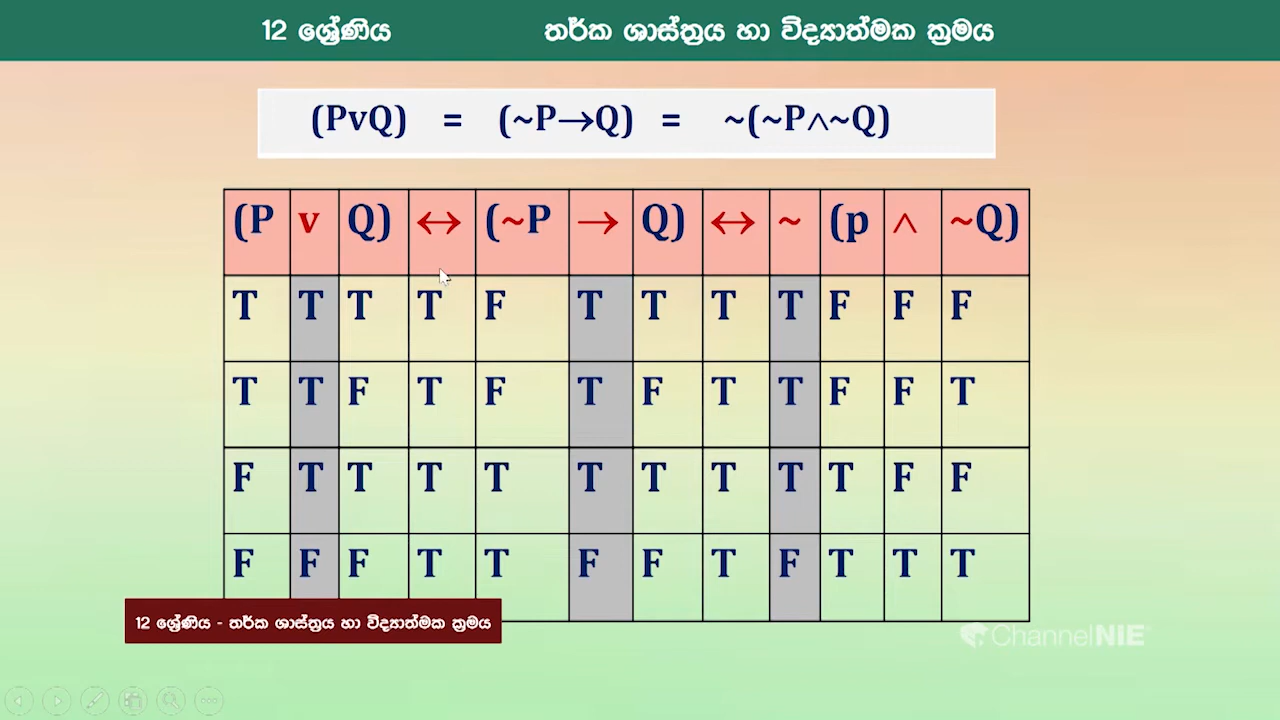 12 ශ්‍රේණිය තර්ක ශාස්ත්‍රය හා විද්‍යාත්මක ක්‍රමය
(PvQ) = (~P→Q) = ~(~P∧~Q)
(P v Q) ↔ (~P → Q) ↔ ~ (p ∧ ~Q)
T T T T F T T T T F F F
T T F T F T F T T F F T
F T T T T T T T T T F F
F F F T T F F T F T T T
12 ශ්‍රේණිය - තර්ක ශාස්ත්‍රය හා විද්‍යාත්මක ක්‍රමය
ChannelNIE